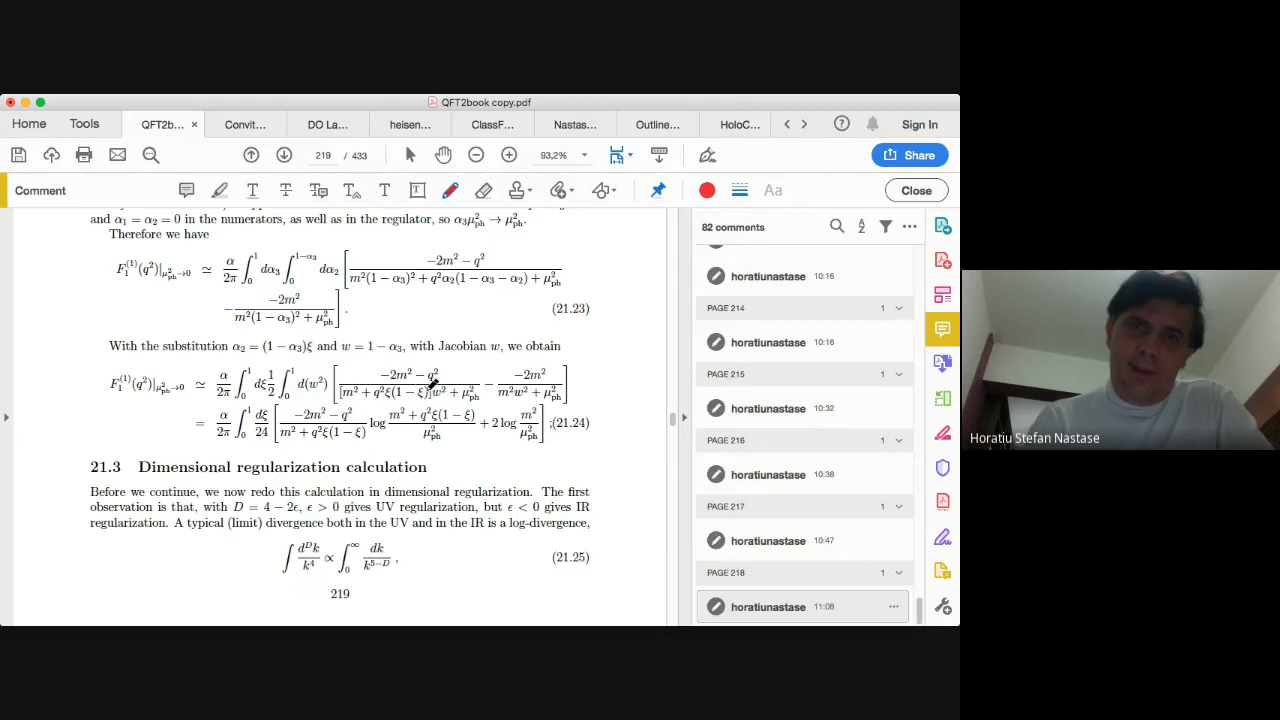 QFT2book copy.pdf
Home Tools QFT2b... × Convit... DO La... heisen... ClassF... Nastas... Outline... HoloC... Sign In
219 / 433 93,2% Share
Comment Close
and α₁ = α₂ = 0 in the numerators, as well as in the regulator, so α₃μ²ph → μ²ph.
Therefore we have
F₁⁽¹⁾(q²)|μ²ph→0 ≃ α/2π ∫₀¹ dα₃ ∫₀^{1−α₃} dα₂ [ (−2m² − q²) / (m²(1 − α₃)² + q²α₂(1 − α₃ − α₂) + μ²ph)
− (−2m²) / (m²(1 − α₃)² + μ²ph) ] . (21.23)
With the substitution α₂ = (1 − α₃)ξ and w = 1 − α₃, with Jacobian w, we obtain
F₁⁽¹⁾(q²)|μ²ph→0 ≃ α/2π ∫₀¹ dξ 1/2 ∫₀¹ d(w²) [ (−2m² − q²) / ([m² + q²ξ(1 − ξ)]w² + μ²ph) − (−2m²) / (m²w² + μ²ph) ]
= α/2π ∫₀¹ dξ/24 [ (−2m² − q²) / (m² + q²ξ(1 − ξ)) log (m² + q²ξ(1 − ξ)) / μ²ph + 2 log m²/μ²ph ] ; (21.24)
21.3 Dimensional regularization calculation
Before we continue, we now redo this calculation in dimensional regularization. The first
observation is that, with D = 4 − 2ϵ, ϵ > 0 gives UV regularization, but ϵ < 0 gives IR
regularization. A typical (limit) divergence both in the UV and in the IR is a log-divergence,
∫ d^D k / k⁴ ∝ ∫₀^∞ dk / k^{5−D} , (21.25)
219
82 comments
horatiunastase 10:16
PAGE 214 1
horatiunastase 10:16
PAGE 215 1
horatiunastase 10:32
PAGE 216 1
horatiunastase 10:38
PAGE 217 1
horatiunastase 10:47
PAGE 218 1
horatiunastase 11:08
Horatiu Stefan Nastase